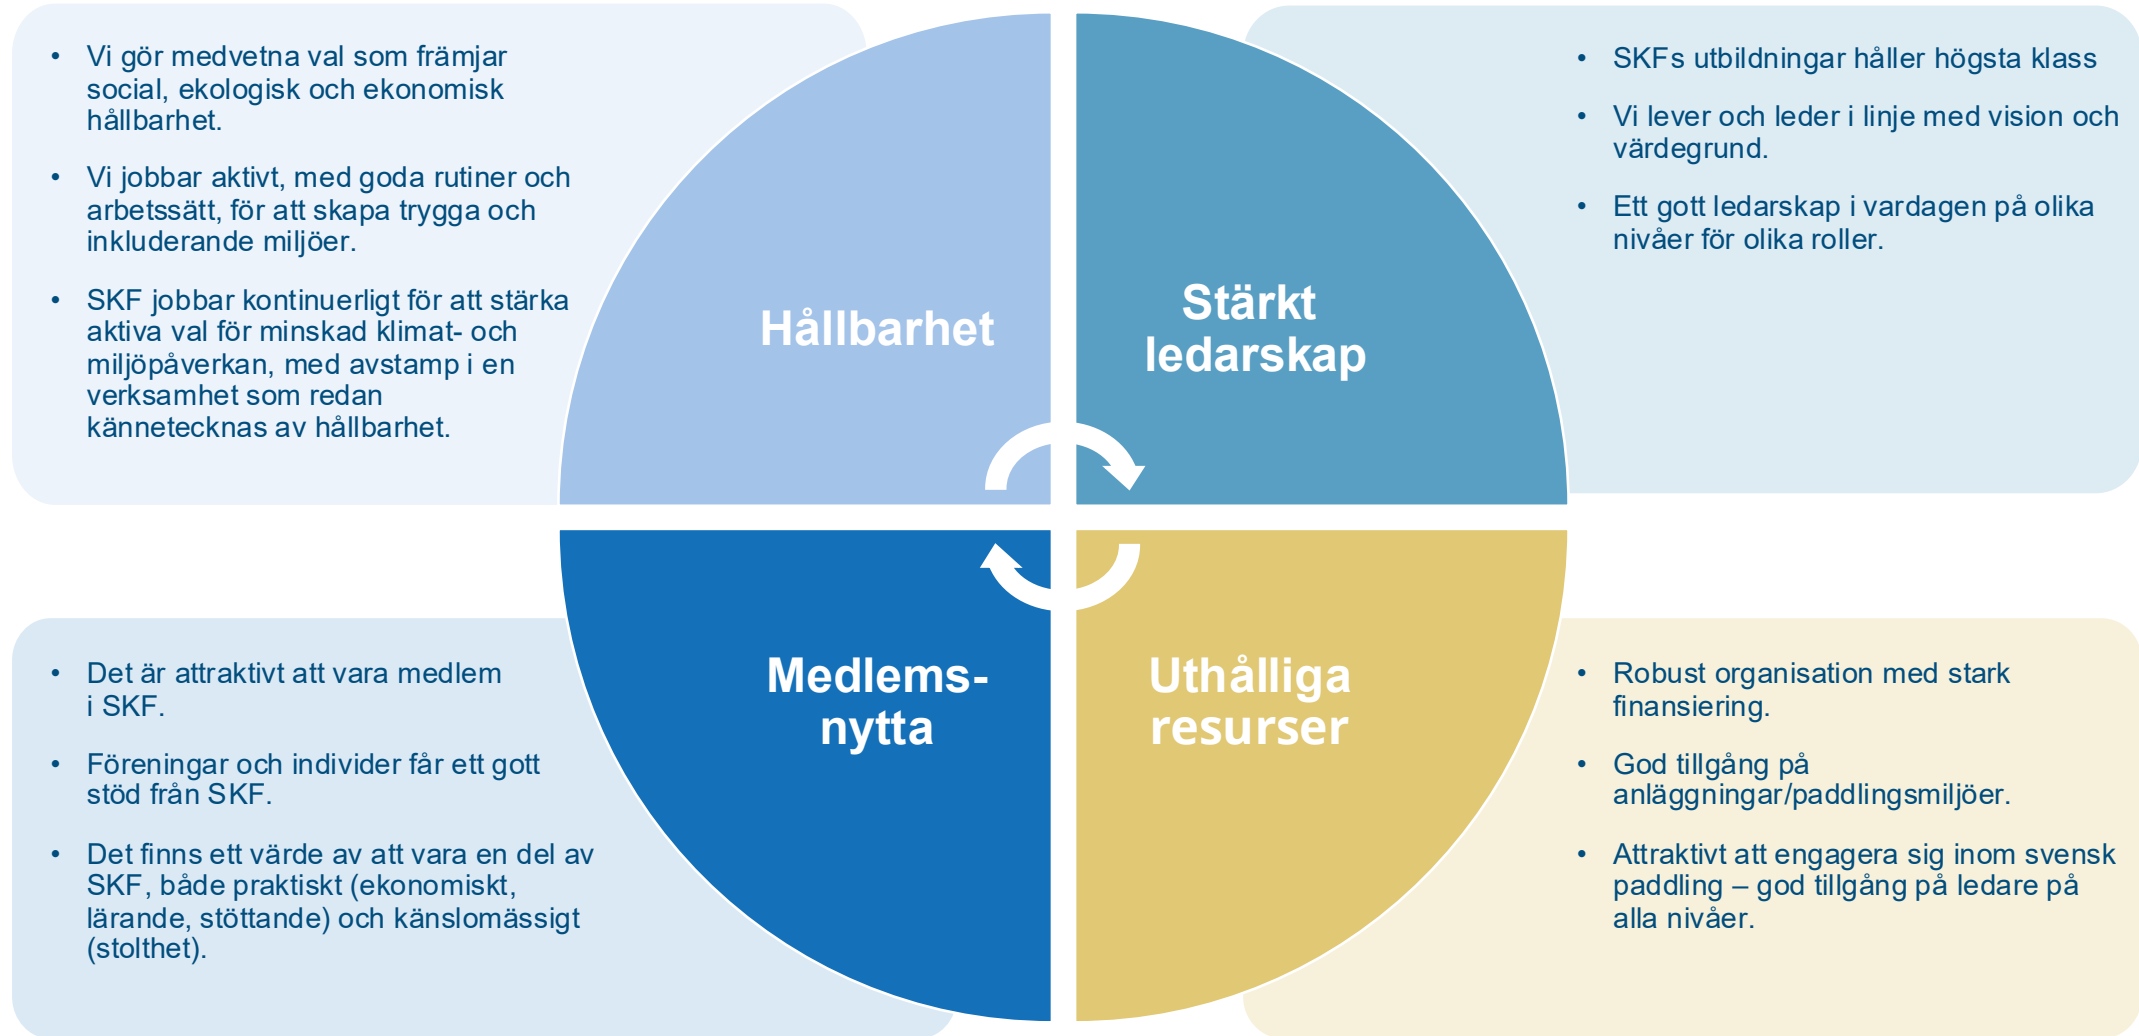 • Vi gör medvetna val som främjar
social, ekologisk och ekonomisk
hållbarhet.
• Vi jobbar aktivt, med goda rutiner och
arbetssätt, för att skapa trygga och
inkluderande miljöer.
• SKF jobbar kontinuerligt för att stärka
aktiva val för minskad klimat- och
miljöpåverkan, med avstamp i en
verksamhet som redan
kännetecknas av hållbarhet.
Hållbarhet
Stärkt
ledarskap
• SKFs utbildningar håller högsta klass
• Vi lever och leder i linje med vision och
värdegrund.
• Ett gott ledarskap i vardagen på olika
nivåer för olika roller.
• Det är attraktivt att vara medlem
i SKF.
• Föreningar och individer får ett gott
stöd från SKF.
• Det finns ett värde av att vara en del av
SKF, både praktiskt (ekonomiskt,
lärande, stöttande) och känslomässigt
(stolthet).
Medlems-
nytta
Uthålliga
resurser
• Robust organisation med stark
finansiering.
• God tillgång på
anläggningar/paddlingsmiljöer.
• Attraktivt att engagera sig inom svensk
paddling – god tillgång på ledare på
alla nivåer.